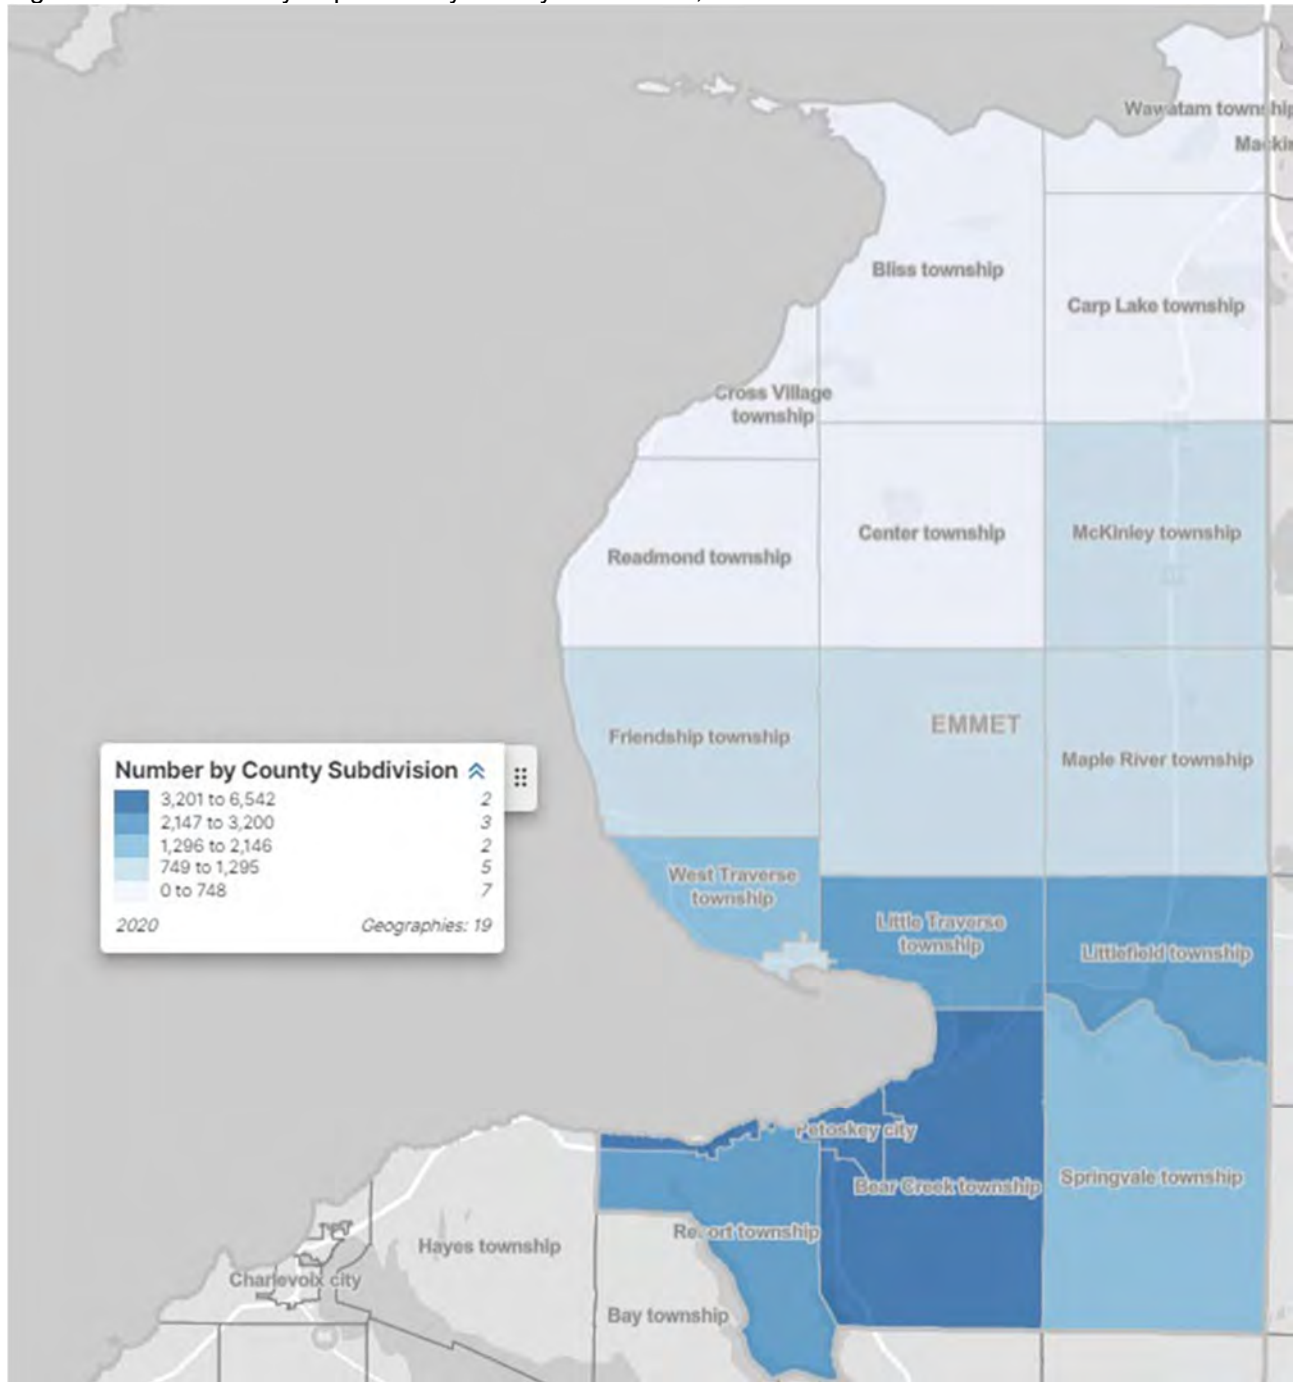 Wawatam township
Bliss township
Carp Lake township
Cross Village
township
Center township
McKinley township
Readmond township
EMMET
Friendship township
Maple River township
Number by County Subdivision
3,201 to 6,542 2
2,147 to 3,200 3
1,296 to 2,146 2
749 to 1,295 5
0 to 748 7
2020 Geographies: 19
West Traverse
township
Little Traverse
township
Littlefield township
Petoskey city
Springvale township
Bear Creek township
Resort township
Hayes township
Charlevoix city
Bay township